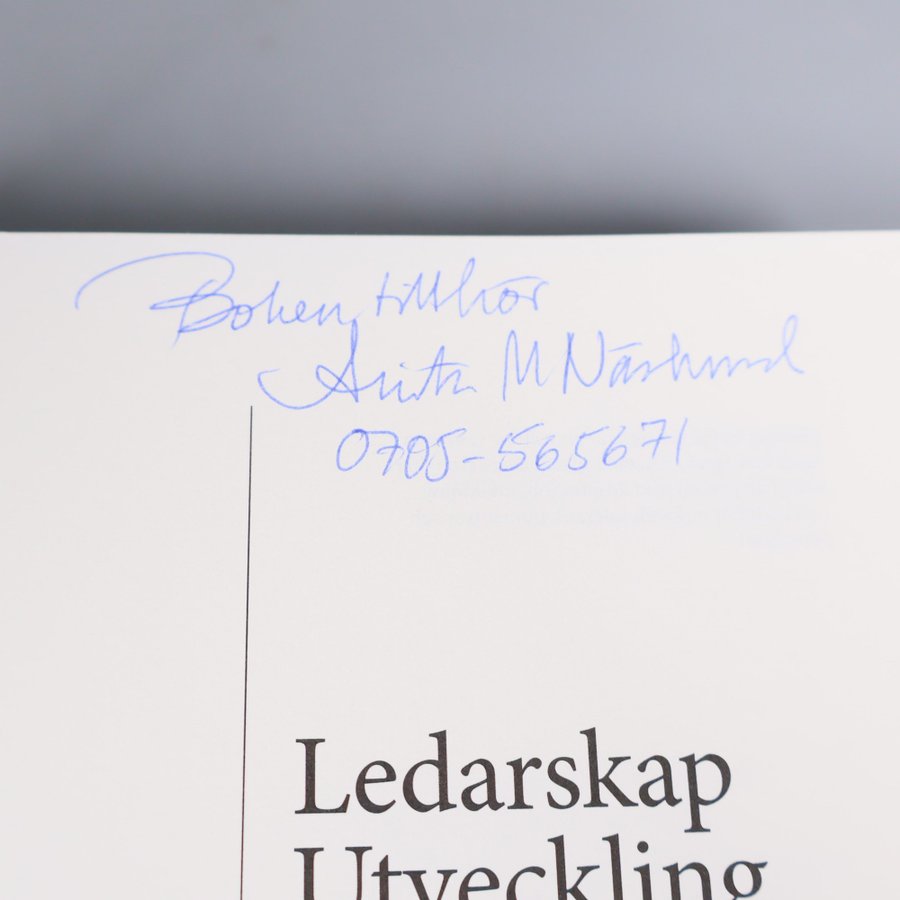 Boken tillhör
Anita M Näslund
0705-565671
Ledarskap
Utveckling